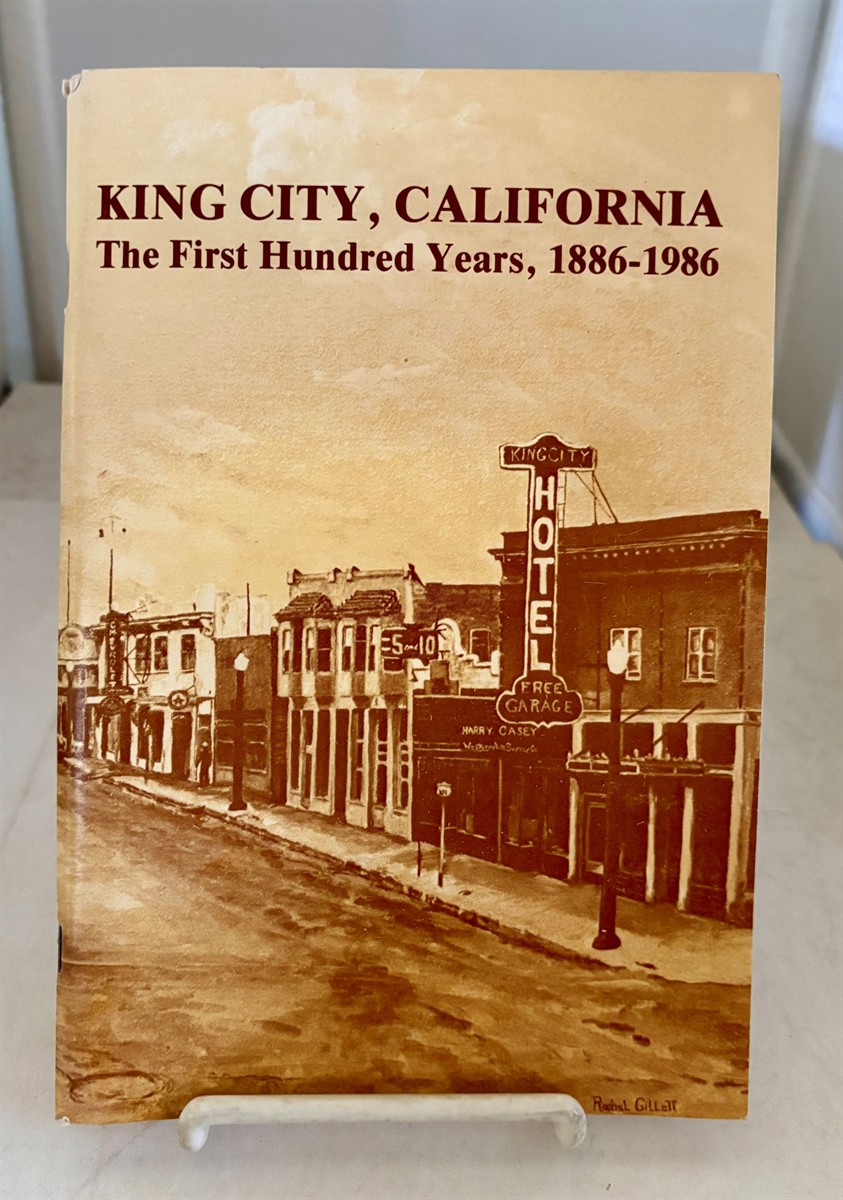 KING CITY, CALIFORNIA
The First Hundred Years, 1886-1986
KING CITY
HOTEL
FREE
GARAGE
5 and 10
CHEVROLET
HARRY CASEY
Rachel Gillett